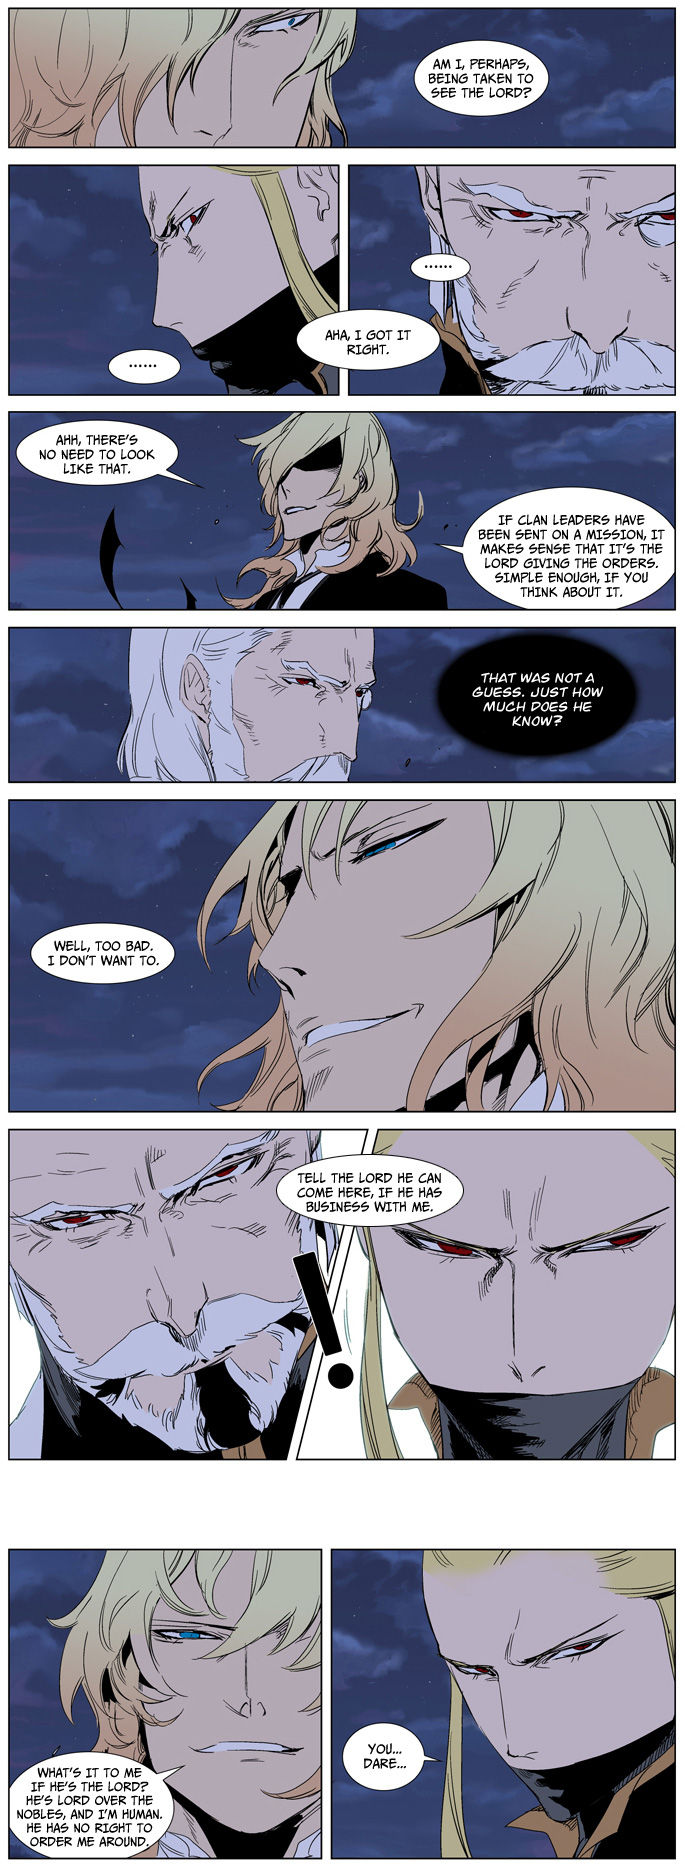 AM I, PERHAPS,
BEING TAKEN TO
SEE THE LORD?
......
......
AHA, I GOT IT
RIGHT.
AHH, THERE'S
NO NEED TO LOOK
LIKE THAT.
IF CLAN LEADERS HAVE
BEEN SENT ON A MISSION, IT
MAKES SENSE THAT IT'S THE
LORD GIVING THE ORDERS.
SIMPLE ENOUGH, IF YOU
THINK ABOUT IT.
THAT WAS NOT A
GUESS. JUST HOW
MUCH DOES HE
KNOW?
WELL, TOO BAD.
I DON'T WANT TO.
TELL THE LORD HE CAN
COME HERE, IF HE HAS
BUSINESS WITH ME.
!
WHAT'S IT TO ME
IF HE'S THE LORD?
HE'S LORD OVER THE
NOBLES, AND I'M HUMAN.
HE HAS NO RIGHT TO
ORDER ME AROUND.
YOU...
DARE...